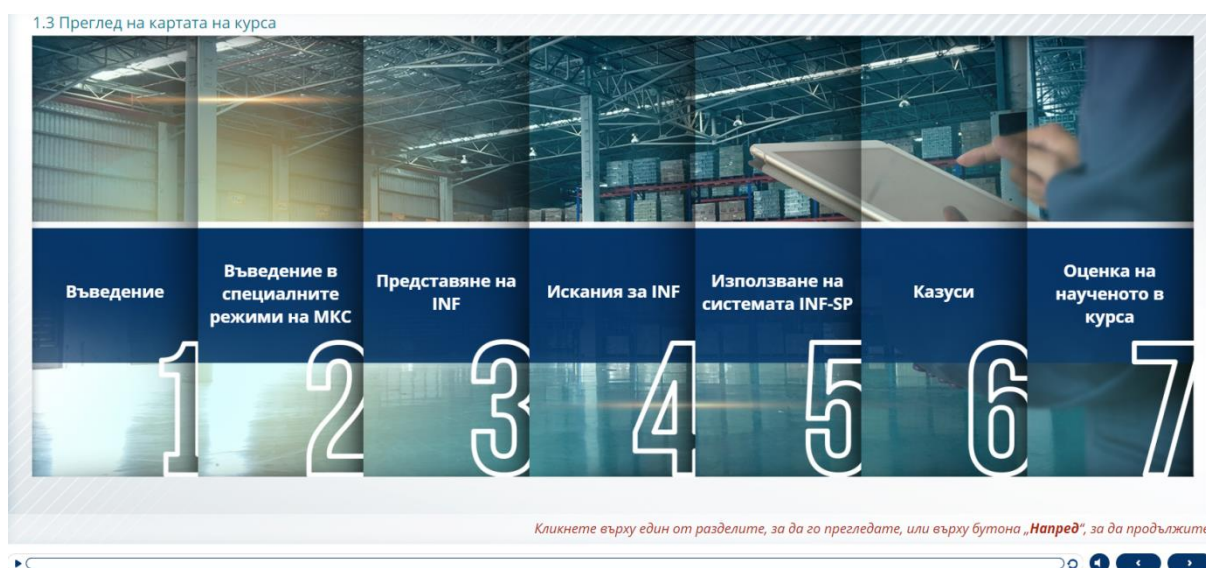 1.3 Преглед на картата на курса
Въведение
1
Въведение в
специалните
режими на МКС
2
Представяне на
INF
3
Искания за INF
4
Използване на
системата INF-SP
5
Казуси
6
Оценка на
наученото в
курса
7
Кликнете върху един от разделите, за да го прегледате, или върху бутона „Напред“, за да продължите